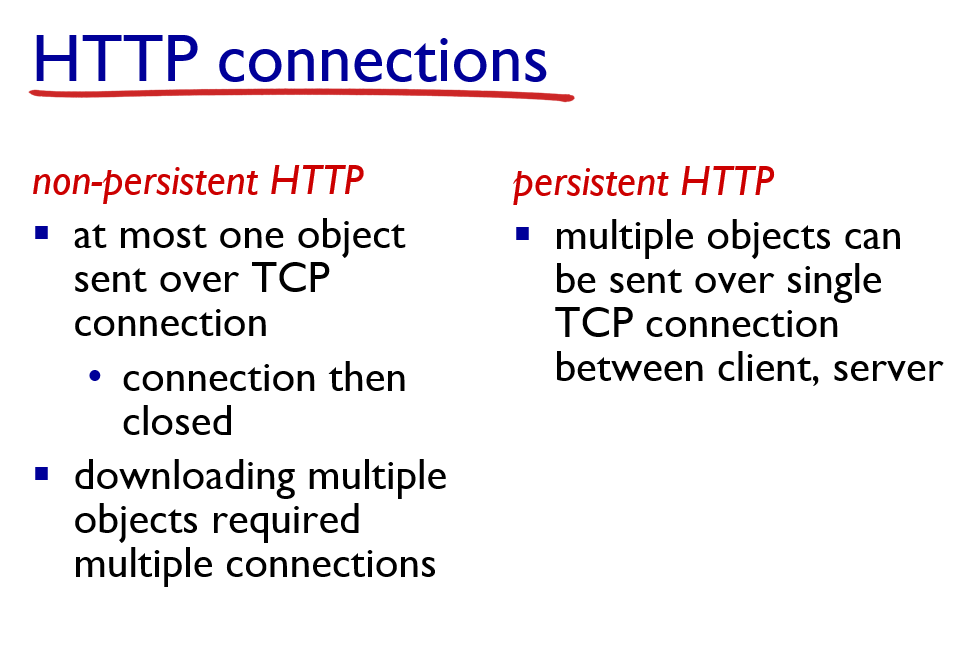 HTTP connections
non-persistent HTTP
at most one object
sent over TCP
connection
connection then
closed
downloading multiple
objects required
multiple connections
persistent HTTP
multiple objects can
be sent over single
TCP connection
between client, server